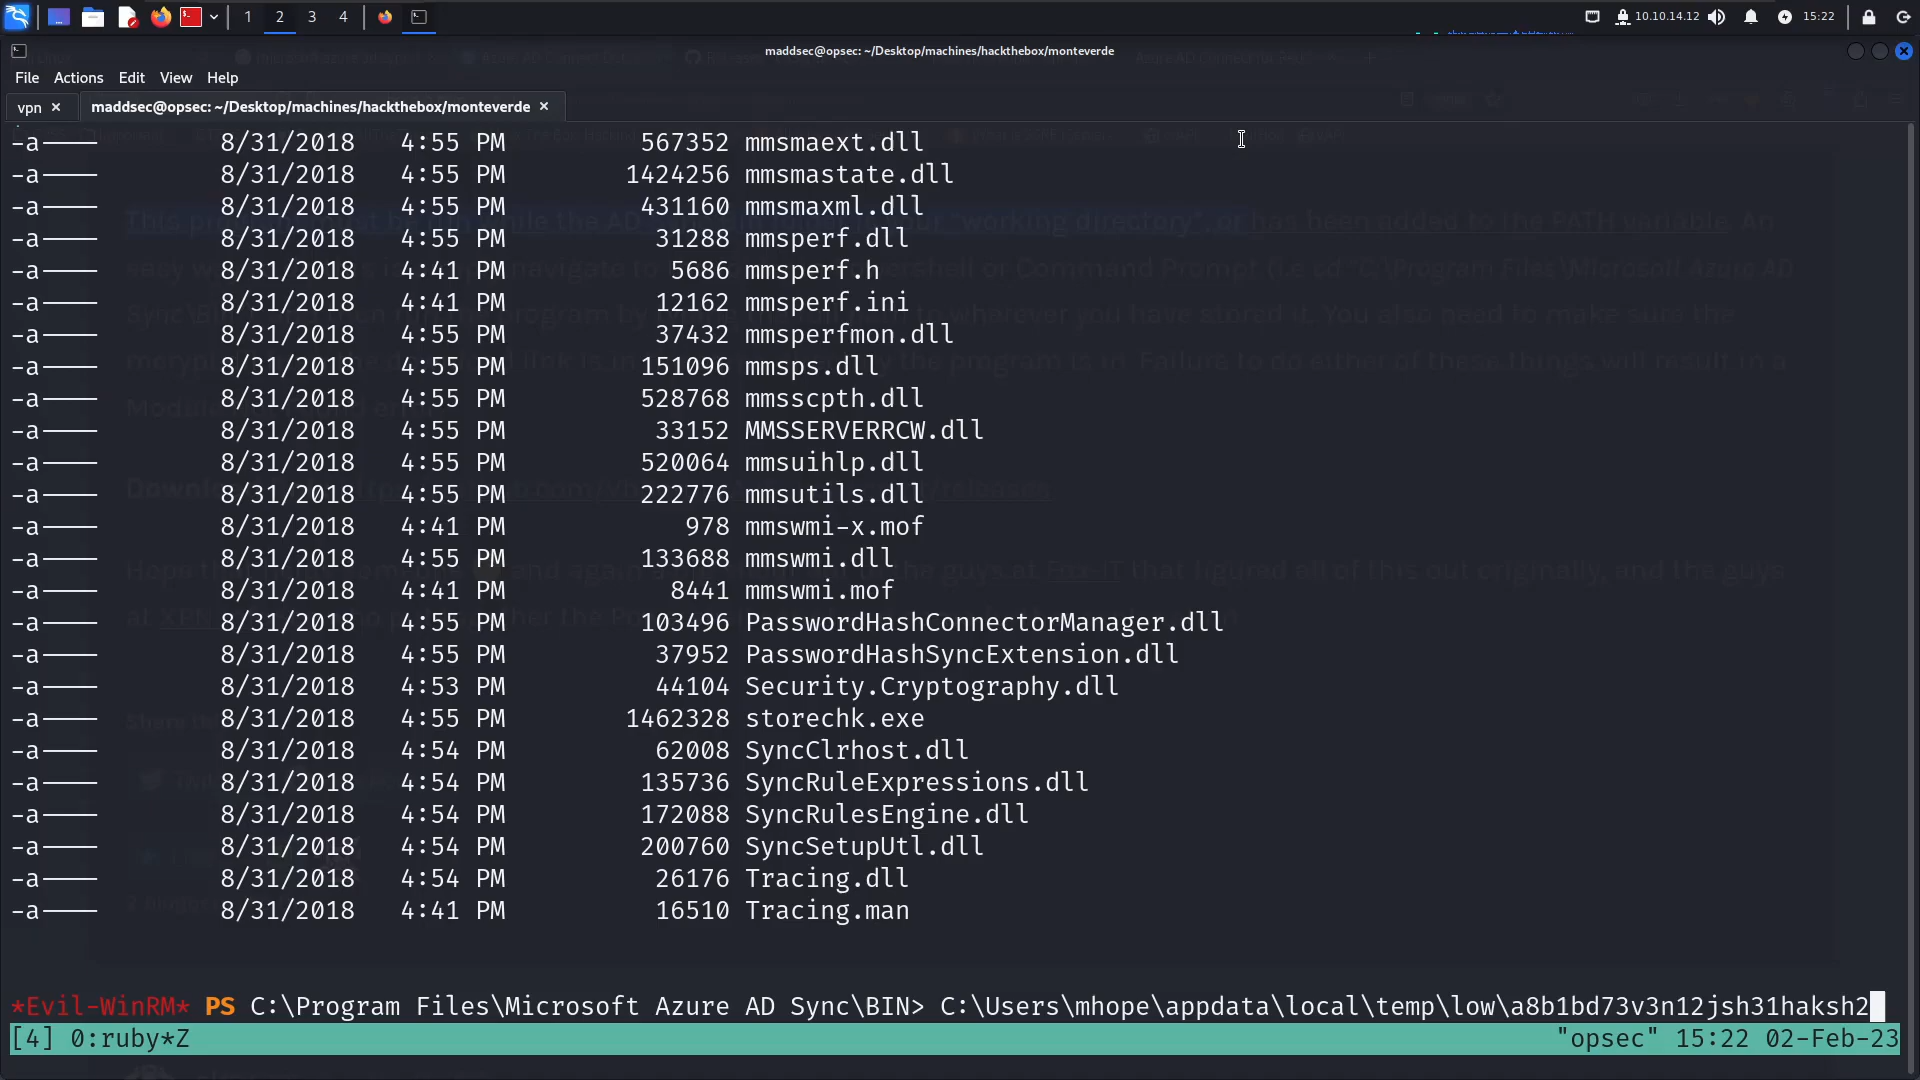 1 2 3 4
10.10.14.12 15:22
maddsec@opsec: ~/Desktop/machines/hackthebox/monteverde
File Actions Edit View Help
vpn × maddsec@opsec: ~/Desktop/machines/hackthebox/monteverde ×
-a---- 8/31/2018 4:55 PM 567352 mmsmaext.dll
-a---- 8/31/2018 4:55 PM 1424256 mmsmastate.dll
-a---- 8/31/2018 4:55 PM 431160 mmsmaxml.dll
-a---- 8/31/2018 4:55 PM 31288 mmsperf.dll
-a---- 8/31/2018 4:41 PM 5686 mmsperf.h
-a---- 8/31/2018 4:41 PM 12162 mmsperf.ini
-a---- 8/31/2018 4:55 PM 37432 mmsperfmon.dll
-a---- 8/31/2018 4:55 PM 151096 mmsps.dll
-a---- 8/31/2018 4:55 PM 528768 mmsscpth.dll
-a---- 8/31/2018 4:55 PM 33152 MMSSERVERRCW.dll
-a---- 8/31/2018 4:55 PM 520064 mmsuihlp.dll
-a---- 8/31/2018 4:55 PM 222776 mmsutils.dll
-a---- 8/31/2018 4:41 PM 978 mmswmi-x.mof
-a---- 8/31/2018 4:55 PM 133688 mmswmi.dll
-a---- 8/31/2018 4:41 PM 8441 mmswmi.mof
-a---- 8/31/2018 4:55 PM 103496 PasswordHashConnectorManager.dll
-a---- 8/31/2018 4:55 PM 37952 PasswordHashSyncExtension.dll
-a---- 8/31/2018 4:53 PM 44104 Security.Cryptography.dll
-a---- 8/31/2018 4:55 PM 1462328 storechk.exe
-a---- 8/31/2018 4:54 PM 62008 SyncClrhost.dll
-a---- 8/31/2018 4:54 PM 135736 SyncRuleExpressions.dll
-a---- 8/31/2018 4:54 PM 172088 SyncRulesEngine.dll
-a---- 8/31/2018 4:54 PM 200760 SyncSetupUtl.dll
-a---- 8/31/2018 4:54 PM 26176 Tracing.dll
-a---- 8/31/2018 4:41 PM 16510 Tracing.man
*Evil-WinRM* PS C:\Program Files\Microsoft Azure AD Sync\BIN> C:\Users\mhope\appdata\local\temp\low\a8b1bd73v3n12jsh31haksh2
[4] 0:ruby*Z "opsec" 15:22 02-Feb-23